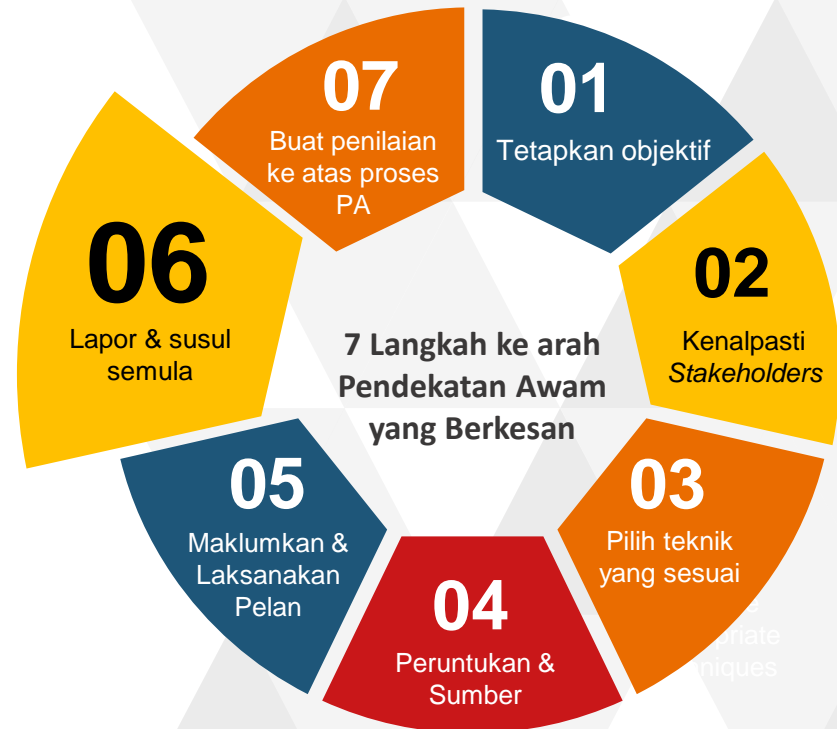 7 Langkah ke arah
Pendekatan Awam
yang Berkesan
01
Tetapkan objektif
02
Kenalpasti
Stakeholders
03
Pilih teknik
yang sesuai
04
Peruntukan &
Sumber
05
Maklumkan &
Laksanakan
Pelan
06
Lapor & susul
semula
07
Buat penilaian
ke atas proses
PA